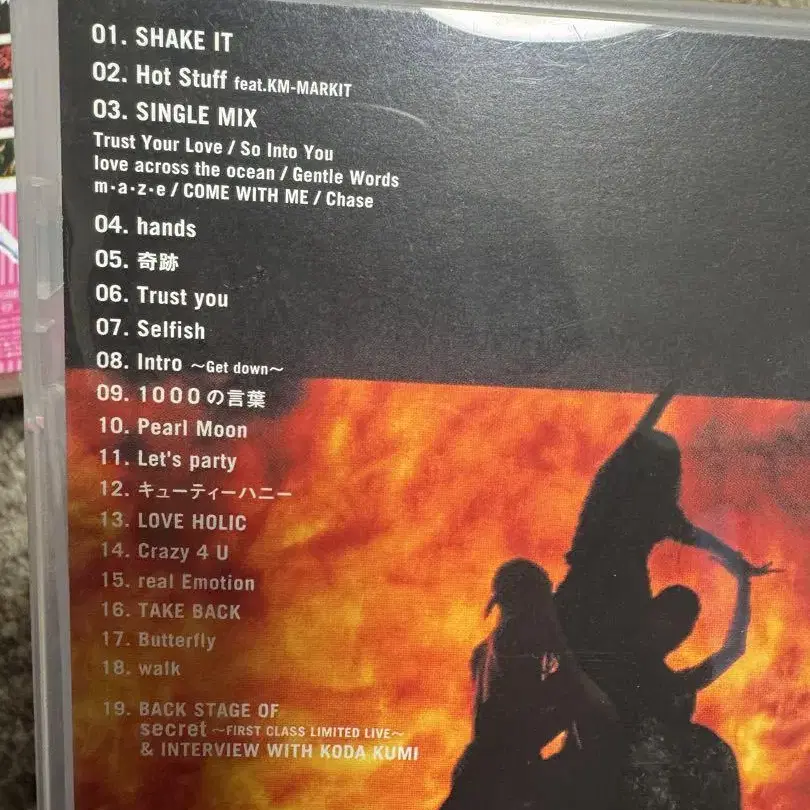 01. SHAKE IT
02. Hot Stuff feat.KM-MARKIT
03. SINGLE MIX
Trust Your Love / So Into You
love across the ocean / Gentle Words
m・a・z・e / COME WITH ME / Chase
04. hands
05. 奇跡
06. Trust you
07. Selfish
08. Intro ～Get down～
09. 1000の言葉
10. Pearl Moon
11. Let's party
12. キューティーハニー
13. LOVE HOLIC
14. Crazy 4 U
15. real Emotion
16. TAKE BACK
17. Butterfly
18. walk
19. BACK STAGE OF
secret ～FIRST CLASS LIMITED LIVE～
& INTERVIEW WITH KODA KUMI